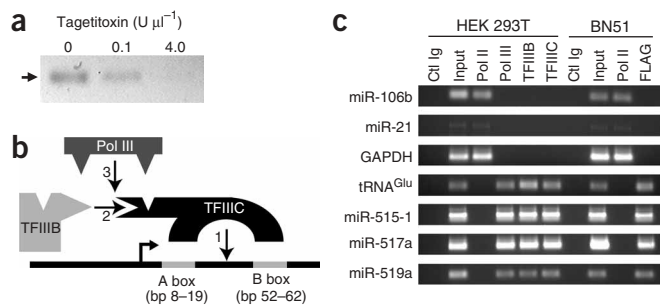 a
Tagetitoxin (U µl⁻¹)
0 0.1 4.0
b
Pol III
3
TFIIIB
2
TFIIIC
1
A box
(bp 8–19)
B box
(bp 52–62)
c
HEK 293T BN51
Ctl Ig Input Pol II Pol III TFIIIB TFIIIC Ctl Ig Input Pol II FLAG
miR-106b
miR-21
GAPDH
tRNA^Glu
miR-515-1
miR-517a
miR-519a